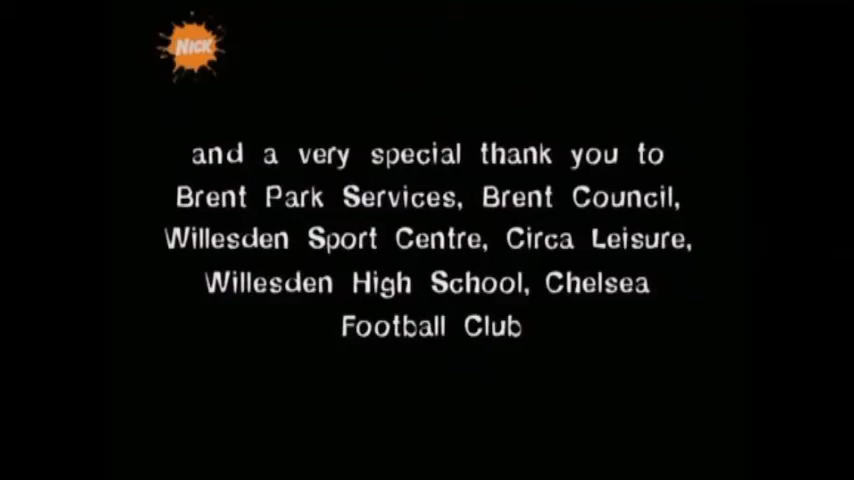 NICK
and a very special thank you to
Brent Park Services, Brent Council,
Willesden Sport Centre, Circa Leisure,
Willesden High School, Chelsea
Football Club